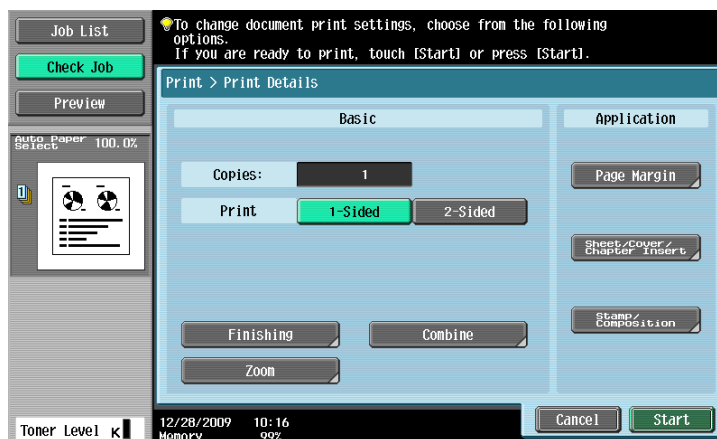 Job List
Check Job
Preview
Auto Paper
Select
100.0%
1
Toner Level K
To change document print settings, choose from the following
options.
If you are ready to print, touch [Start] or press [Start].
Print > Print Details
Basic
Copies:
1
Print
1-Sided
2-Sided
Finishing
Combine
Zoom
Application
Page Margin
Sheet/Cover/
Chapter Insert
Stamp/
Composition
12/28/2009 10:16
Memory 99%
Cancel
Start